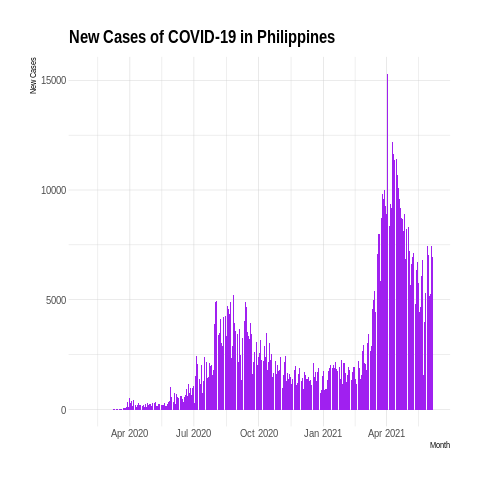 New Cases of COVID-19 in Philippines
New Cases
15000
10000
5000
0
Apr 2020 Jul 2020 Oct 2020 Jan 2021 Apr 2021
Month